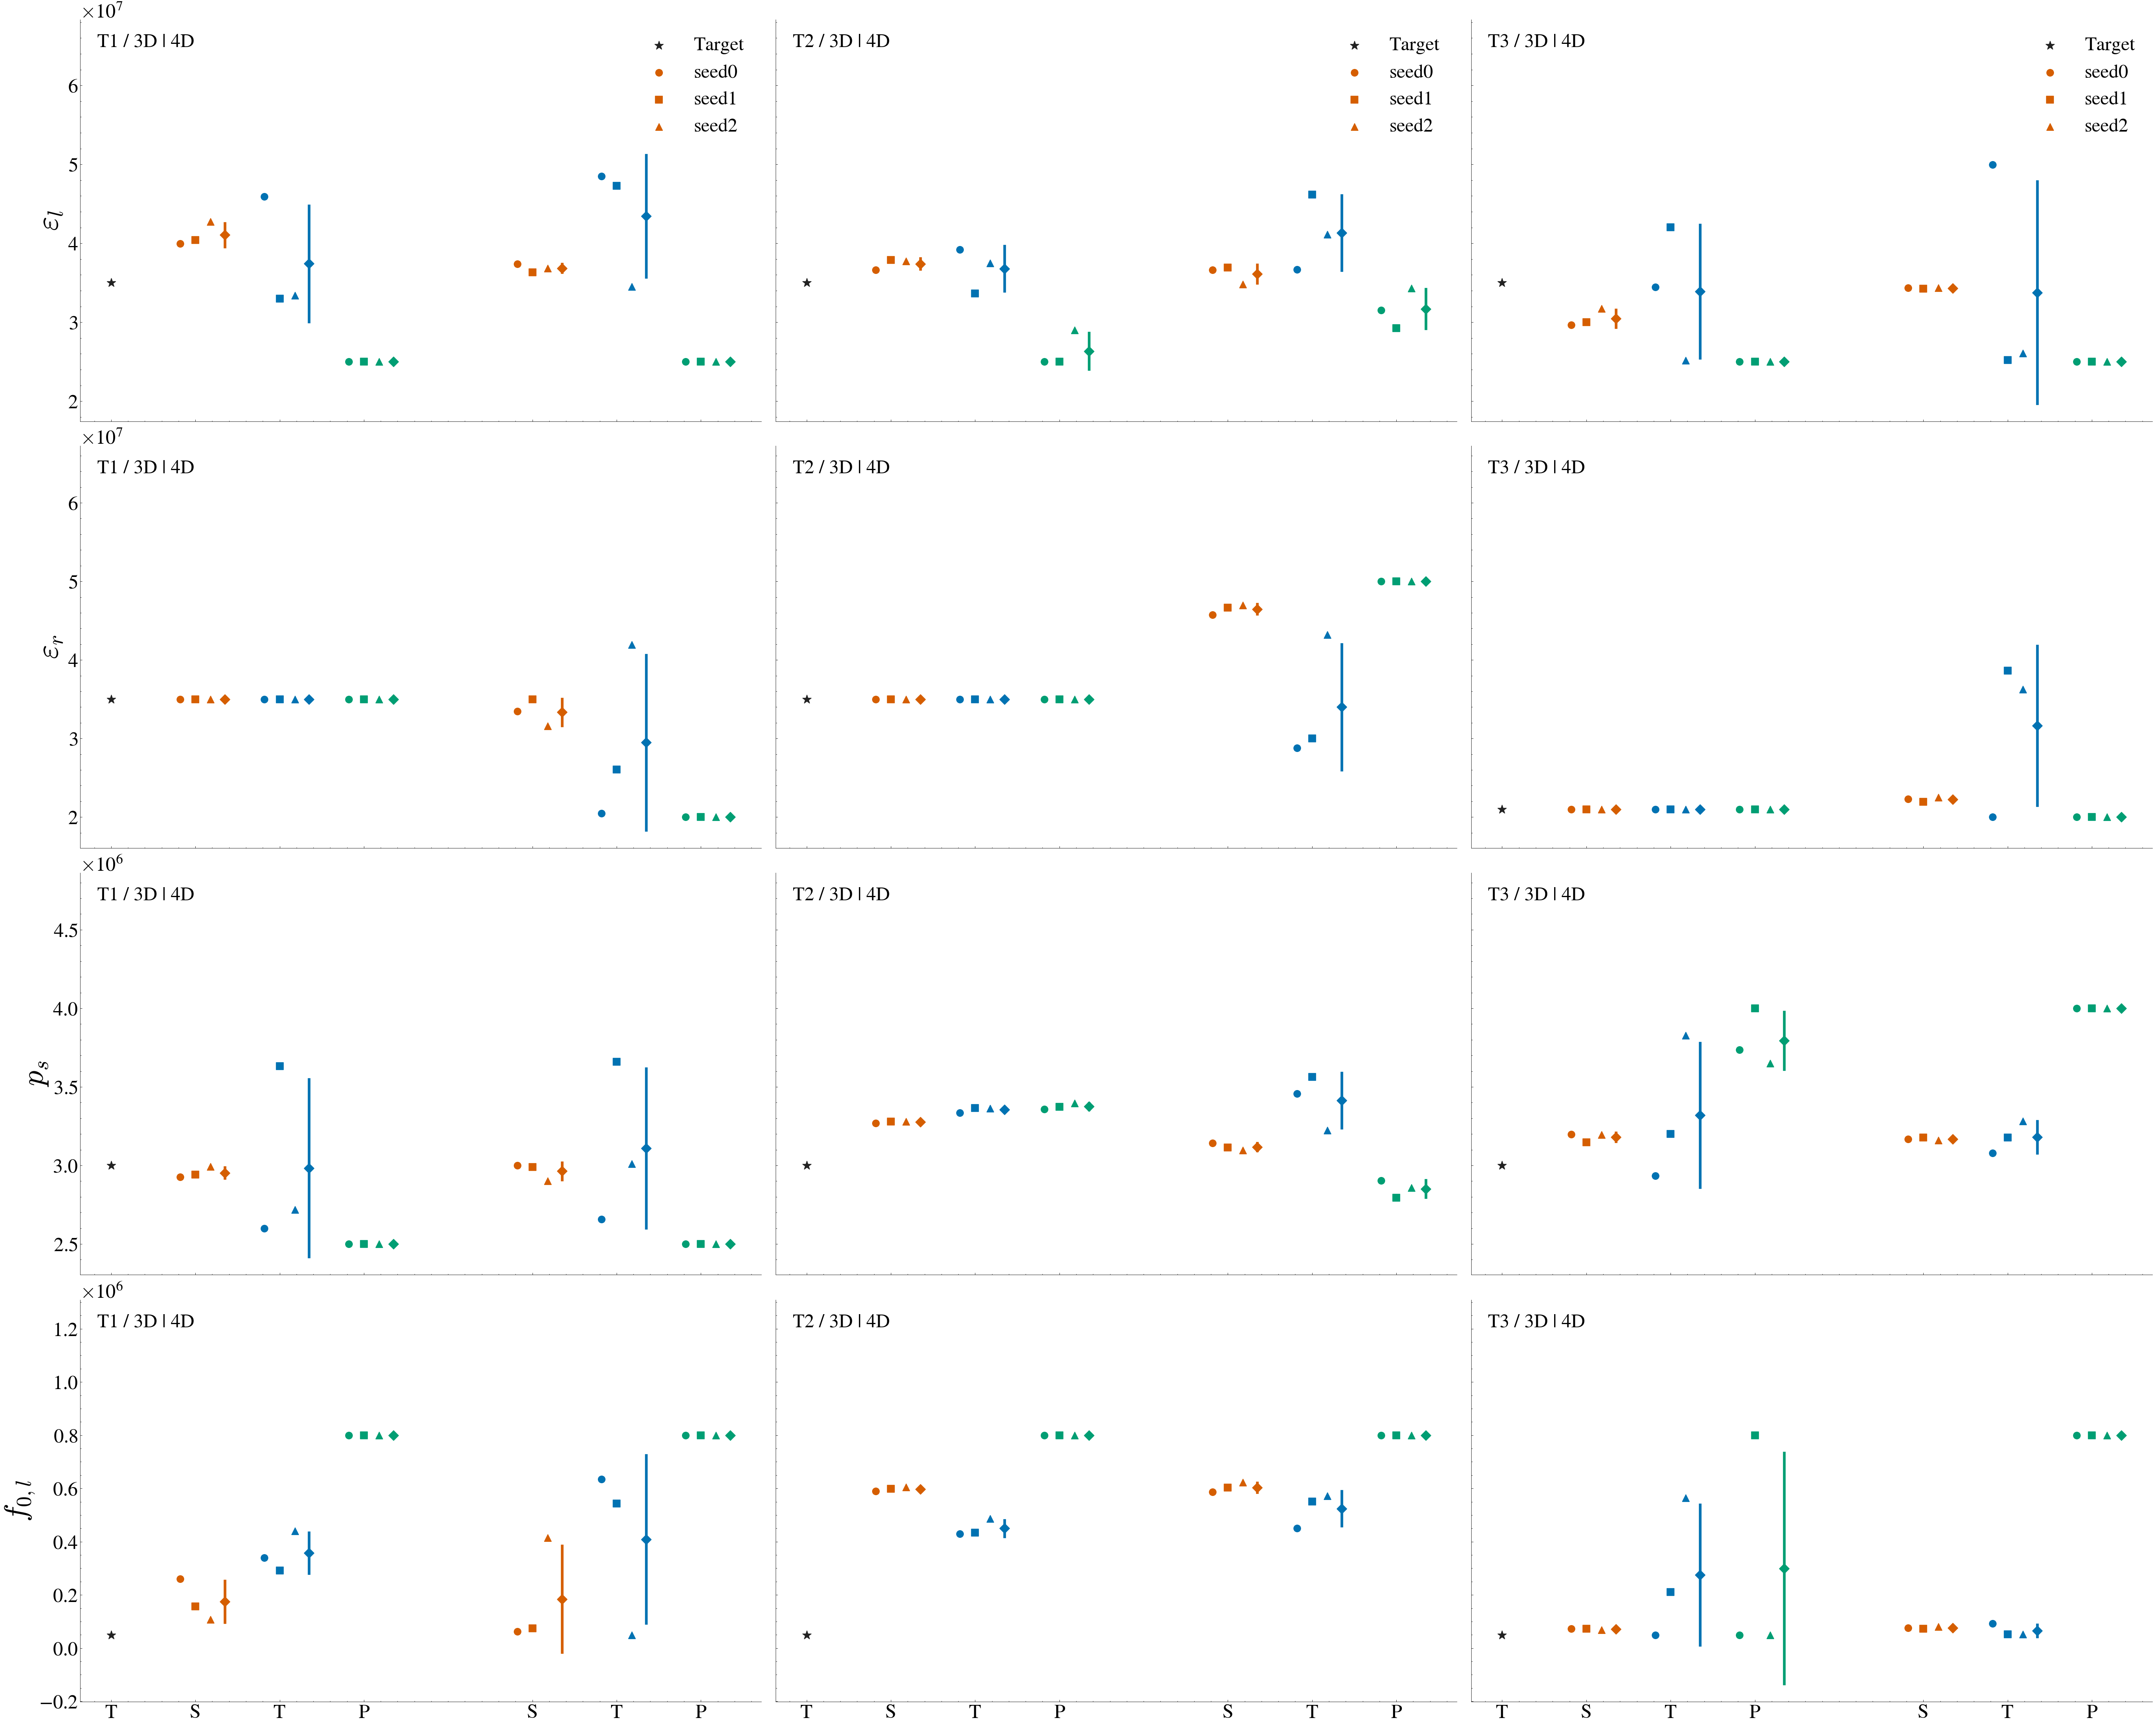 ×10⁷
T1 / 3D | 4D
Target
seed0
seed1
seed2
6
5
4
3
2
εₗ
T2 / 3D | 4D
Target
seed0
seed1
seed2
T3 / 3D | 4D
Target
seed0
seed1
seed2
×10⁷
T1 / 3D | 4D
6
5
4
3
2
εᵣ
T2 / 3D | 4D
T3 / 3D | 4D
×10⁶
T1 / 3D | 4D
4.5
4.0
3.5
3.0
2.5
pₛ
T2 / 3D | 4D
T3 / 3D | 4D
×10⁶
T1 / 3D | 4D
1.2
1.0
0.8
0.6
0.4
0.2
0.0
−0.2
f₀,ₗ
T2 / 3D | 4D
T3 / 3D | 4D
T S T P S T P
T S T P S T P
T S T P S T P